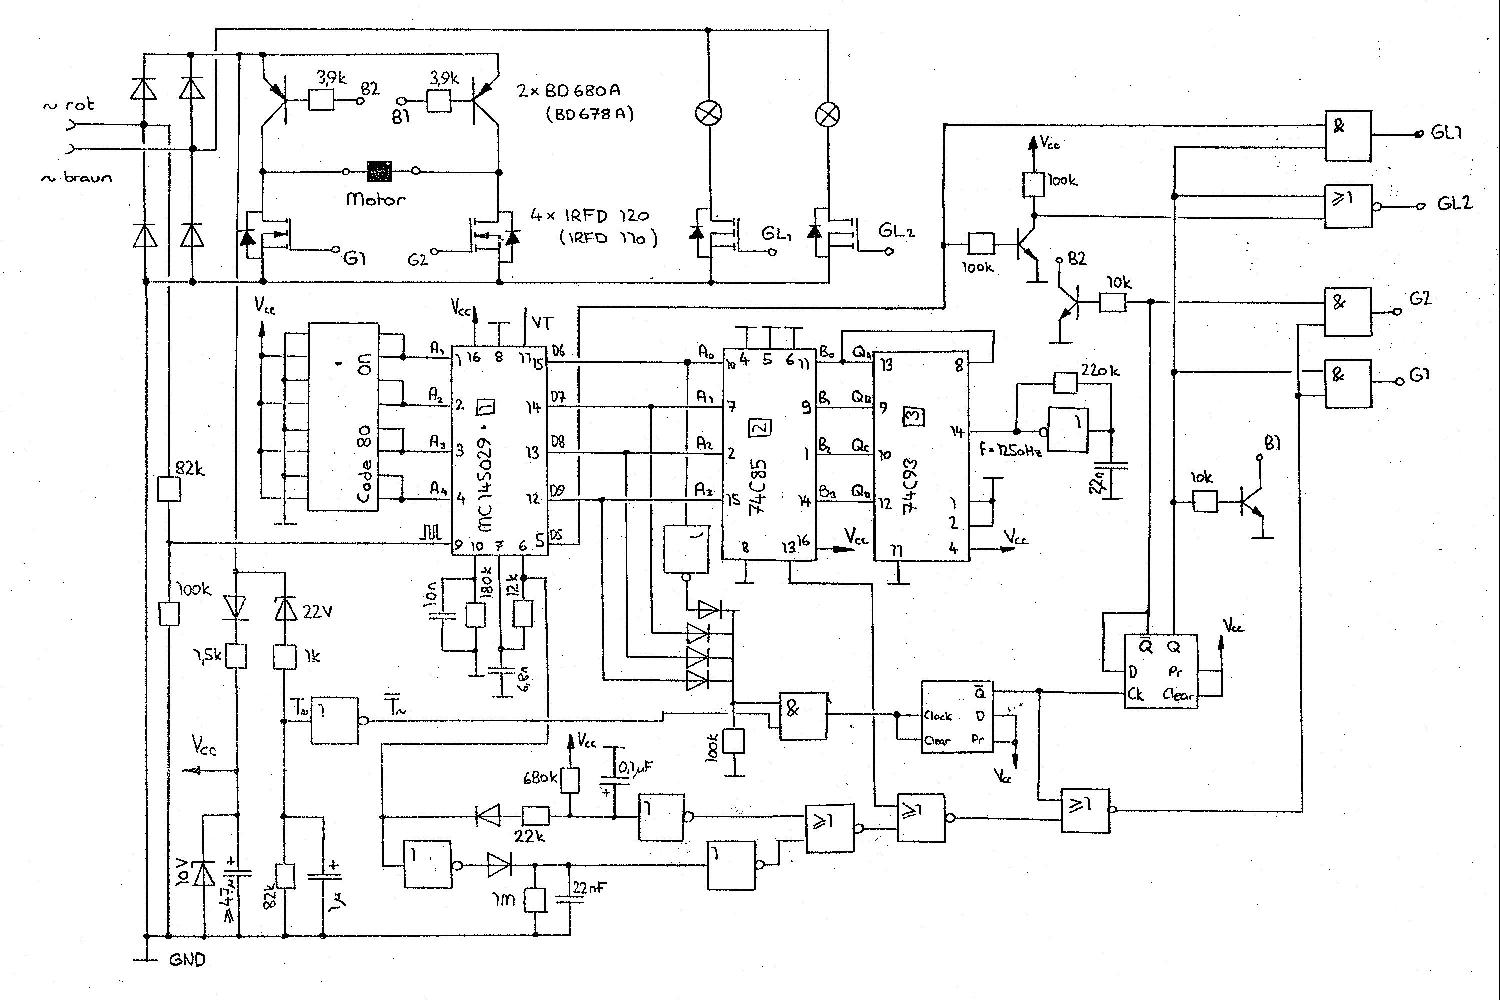 ~ rot
~ braun
3,9k
B2
B1
3,9k
2 x BD 680 A
(BD 678 A)
Motor
4 x IRFD 120
(IRFD 110)
G1
G2
GL1
GL2
Vcc
100k
100k
B2
10k
&
GL1
≥1
GL2
&
G2
&
G1
B1
10k
Vcc
ON
Code 80
A1
A2
A3
A4
Vcc
VT
1
16
8
11
15
2
14
3
13
4
12
9
10
7
6
5
MC 145029
1
D6
D7
D8
D9
D5
A0
A1
A2
A3
10
4
5
6
11
7
9
2
1
15
14
8
13
16
74C85
2
B0
B1
B2
B3
QA
QB
QC
QD
Vcc
13
8
9
14
10
12
1
2
11
4
74C93
3
Vcc
220k
1
f=125Hz
22n
82k
100k
10n
180k
12k
6,8n
22V
1,5k
1k
T~
1
T~
Vcc
10V
≥47µ
82k
1µ
GND
&
100k
Clock
Clear
Q
D
Pr
Vcc
Q
Q
D
Ck
Pr
Clear
Vcc
Vcc
680k
0,1µF
22k
1
1
1M
22nF
1
≥1
≥1
≥1